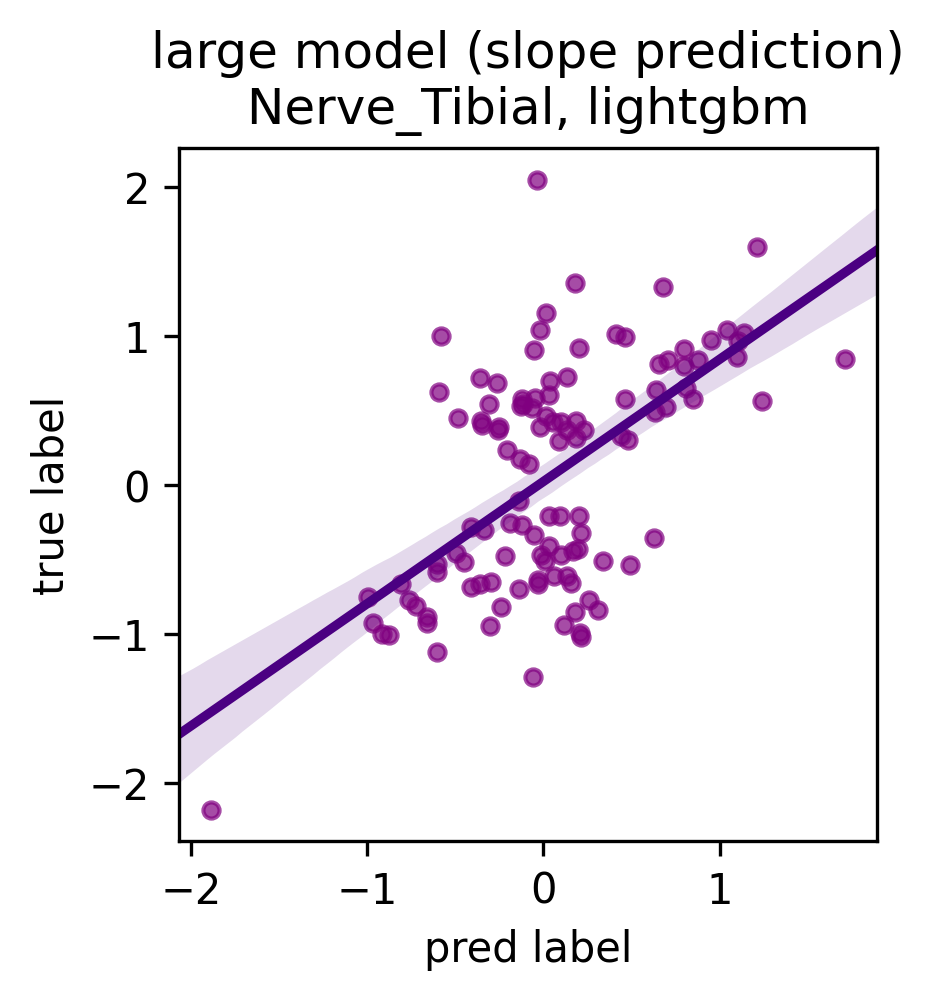 large model (slope prediction)
Nerve_Tibial, lightgbm
2
1
0
−1
−2
true label
−2
−1
0
1
pred label